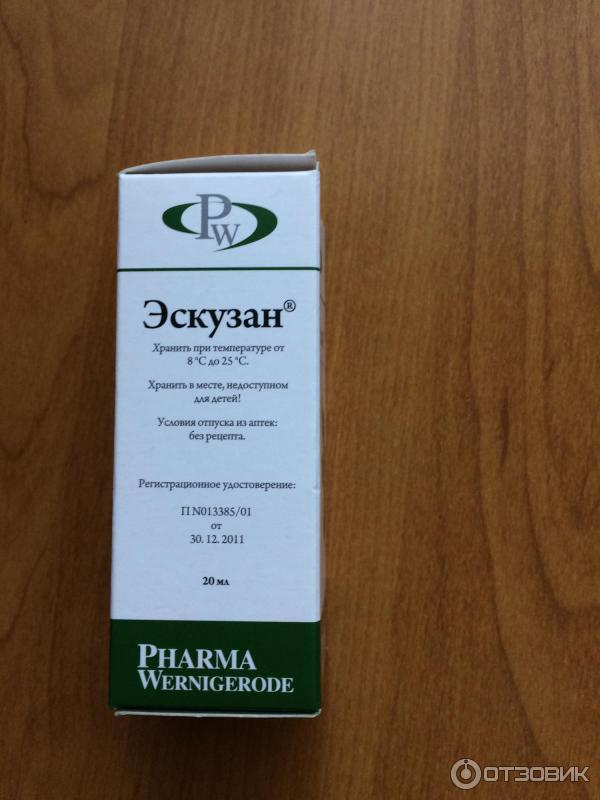 PW
Эскузан®
Хранить при температуре от
8 °C до 25 °C.
Хранить в месте, недоступном
для детей!
Условия отпуска из аптек:
без рецепта.
Регистрационное удостоверение:
П N013385/01
от
30. 12. 2011
20 мл
PHARMA
WERNIGERODE
ОТЗОВИК